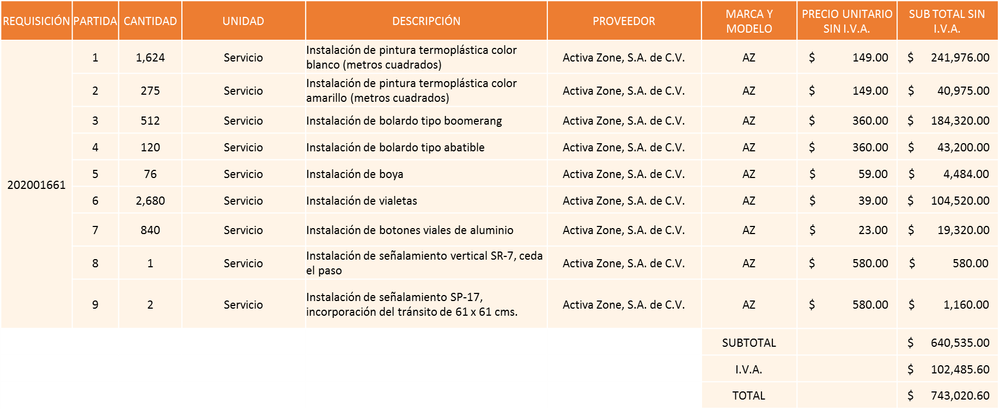 REQUISICIÓN PARTIDA CANTIDAD UNIDAD DESCRIPCIÓN PROVEEDOR MARCA Y MODELO PRECIO UNITARIO SIN I.V.A. SUB TOTAL SIN I.V.A.
202001661
1 1,624 Servicio Instalación de pintura termoplástica color blanco (metros cuadrados) Activa Zone, S.A. de C.V. AZ $ 149.00 $ 241,976.00
2 275 Servicio Instalación de pintura termoplástica color amarillo (metros cuadrados) Activa Zone, S.A. de C.V. AZ $ 149.00 $ 40,975.00
3 512 Servicio Instalación de bolardo tipo boomerang Activa Zone, S.A. de C.V. AZ $ 360.00 $ 184,320.00
4 120 Servicio Instalación de bolardo tipo abatible Activa Zone, S.A. de C.V. AZ $ 360.00 $ 43,200.00
5 76 Servicio Instalación de boya Activa Zone, S.A. de C.V. AZ $ 59.00 $ 4,484.00
6 2,680 Servicio Instalación de vialetas Activa Zone, S.A. de C.V. AZ $ 39.00 $ 104,520.00
7 840 Servicio Instalación de botones viales de aluminio Activa Zone, S.A. de C.V. AZ $ 23.00 $ 19,320.00
8 1 Servicio Instalación de señalamiento vertical SR-7, ceda el paso Activa Zone, S.A. de C.V. AZ $ 580.00 $ 580.00
9 2 Servicio Instalación de señalamiento SP-17, incorporación del tránsito de 61 x 61 cms. Activa Zone, S.A. de C.V. AZ $ 580.00 $ 1,160.00
SUBTOTAL $ 640,535.00
I.V.A. $ 102,485.60
TOTAL $ 743,020.60